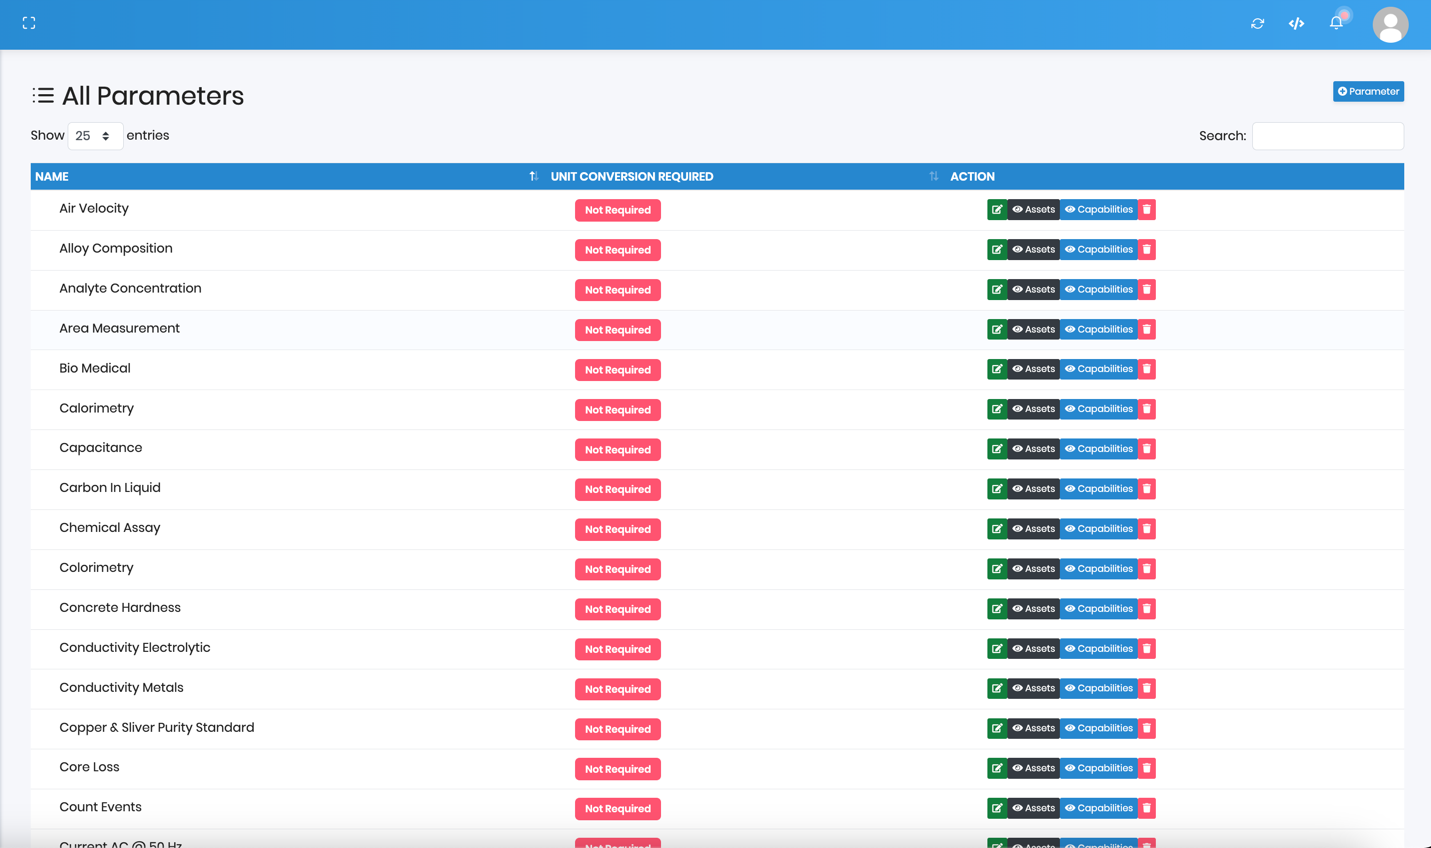 All Parameters
Parameter
Show 25 entries
Search:
NAME UNIT CONVERSION REQUIRED ACTION
Air Velocity Not Required Assets Capabilities
Alloy Composition Not Required Assets Capabilities
Analyte Concentration Not Required Assets Capabilities
Area Measurement Not Required Assets Capabilities
Bio Medical Not Required Assets Capabilities
Calorimetry Not Required Assets Capabilities
Capacitance Not Required Assets Capabilities
Carbon In Liquid Not Required Assets Capabilities
Chemical Assay Not Required Assets Capabilities
Colorimetry Not Required Assets Capabilities
Concrete Hardness Not Required Assets Capabilities
Conductivity Electrolytic Not Required Assets Capabilities
Conductivity Metals Not Required Assets Capabilities
Copper & Sliver Purity Standard Not Required Assets Capabilities
Core Loss Not Required Assets Capabilities
Count Events Not Required Assets Capabilities
Current AC @ 50 Hz Not Required Assets Capabilities